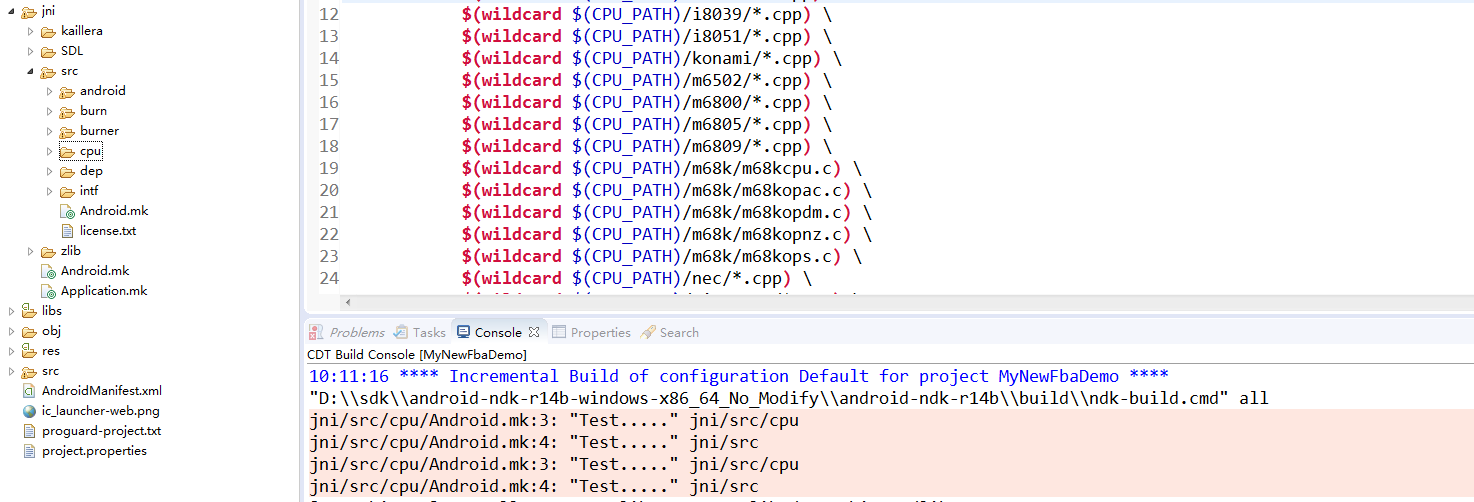 jni
kaillera
SDL
src
android
burn
burner
cpu
dep
intf
Android.mk
license.txt
zlib
Android.mk
Application.mk
libs
obj
res
src
AndroidManifest.xml
ic_launcher-web.png
proguard-project.txt
project.properties
12 $(wildcard $(CPU_PATH)/i8039/*.cpp) \
13 $(wildcard $(CPU_PATH)/i8051/*.cpp) \
14 $(wildcard $(CPU_PATH)/konami/*.cpp) \
15 $(wildcard $(CPU_PATH)/m6502/*.cpp) \
16 $(wildcard $(CPU_PATH)/m6800/*.cpp) \
17 $(wildcard $(CPU_PATH)/m6805/*.cpp) \
18 $(wildcard $(CPU_PATH)/m6809/*.cpp) \
19 $(wildcard $(CPU_PATH)/m68k/m68kcpu.c) \
20 $(wildcard $(CPU_PATH)/m68k/m68kopac.c) \
21 $(wildcard $(CPU_PATH)/m68k/m68kopdm.c) \
22 $(wildcard $(CPU_PATH)/m68k/m68kopnz.c) \
23 $(wildcard $(CPU_PATH)/m68k/m68kops.c) \
24 $(wildcard $(CPU_PATH)/nec/*.cpp) \
Problems Tasks Console Properties Search
CDT Build Console [MyNewFbaDemo]
10:11:16 **** Incremental Build of configuration Default for project MyNewFbaDemo ****
"D:\\sdk\\android-ndk-r14b-windows-x86_64_No_Modify\\android-ndk-r14b\\build\\ndk-build.cmd" all
jni/src/cpu/Android.mk:3: "Test....." jni/src/cpu
jni/src/cpu/Android.mk:4: "Test....." jni/src
jni/src/cpu/Android.mk:3: "Test....." jni/src/cpu
jni/src/cpu/Android.mk:4: "Test....." jni/src